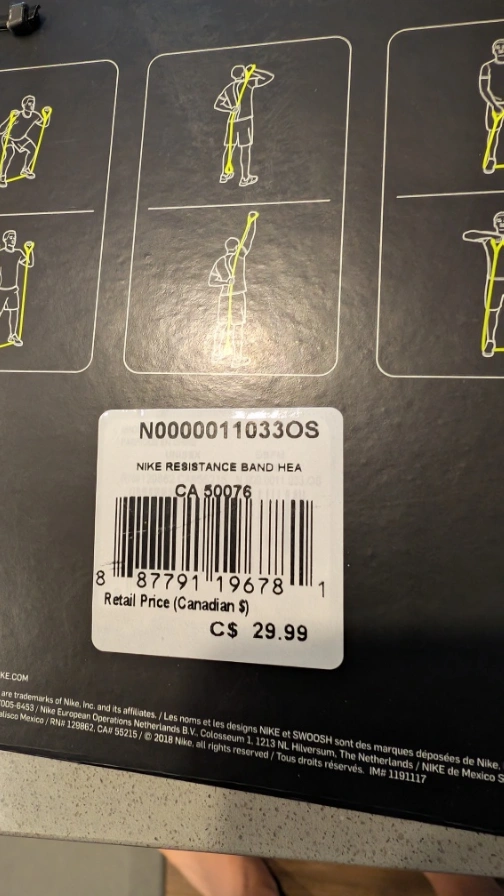 N0000011033OS
NIKE RESISTANCE BAND HEA
CA 50076
8 87791 19678 1
Retail Price (Canadian $)
C$ 29.99
KE.COM
are trademarks of Nike, Inc. and its affiliates. / Les noms et les designs NIKE et SWOOSH sont des marques déposées de Nike,
7005-6453 / Nike European Operations Netherlands B.V., Colosseum 1, 1213 NL Hilversum, The Netherlands / NIKE de Mexico S
alisco Mexico / RN# 129862, CA# 55215 / © 2018 Nike, all rights reserved / Tous droits réservés. IM# 1191117